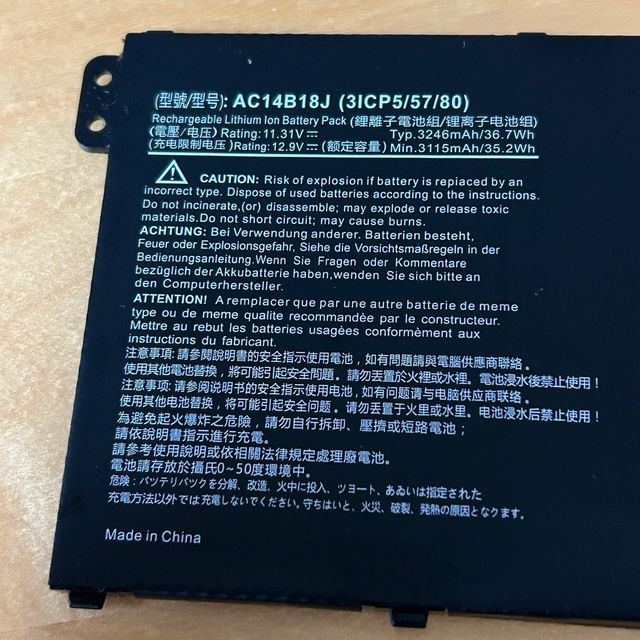 (型號/型号): AC14B18J (3ICP5/57/80)
Rechargeable Lithium Ion Battery Pack (鋰離子電池組/锂离子电池组)
(電壓/电压) Rating:11.31V⎓ Typ.3246mAh/36.7Wh
(充电限制电压) Rating:12.9V⎓ (额定容量) Min.3115mAh/35.2Wh
CAUTION: Risk of explosion if battery is replaced by an
incorrect type. Dispose of used batteries according to the instructions.
Do not incinerate,(or) disassemble; may explode or release toxic
materials.Do not short circuit; may cause burns.
ACHTUNG: Bei Verwendung anderer. Batterien besteht,
Feuer oder Explosionsgefahr, Siehe die Vorsichtsmaßregeln in der
Bedienungsanleitung.Wenn Sie Fragen oder Kommentare
bezüglich der Akkubatterie haben,wenden Sie sich bitte an
den Computerhersteller.
ATTENTION! A remplacer que par une autre batterie de meme
type ou de meme qualite recommandée par le constructeur.
Mettre au rebut les batteries usagées conformément aux
instructions du fabricant.
注意事項: 請參閱說明書的安全指示使用電池，如有問題請與電腦供應商聯絡。
使用其他電池替換，將可能引起安全問題。請勿丟置於火裡或水裡。電池浸水後禁止使用！
注意事项: 请参阅说明书的安全指示使用电池，如有问题请与电脑供应商联络。
使用其他电池替换，将可能引起安全问题。请勿丢置于火里或水里。电池浸水后禁止使用！
為避免起火爆炸之危險，請勿自行拆卸、壓擠或短路電池；
請依說明書指示進行充電。
請參考使用說明或依相關法律規定處理廢電池。
電池請存放於攝氏0~50度環境中。
危険：バッテリパックを分解、改造、火中に投入、ツヨート、あゐいは指定された
充電方法以外では充電しないでください。守ちはいと、火災、破裂、発熱の原因となります。
Made in China